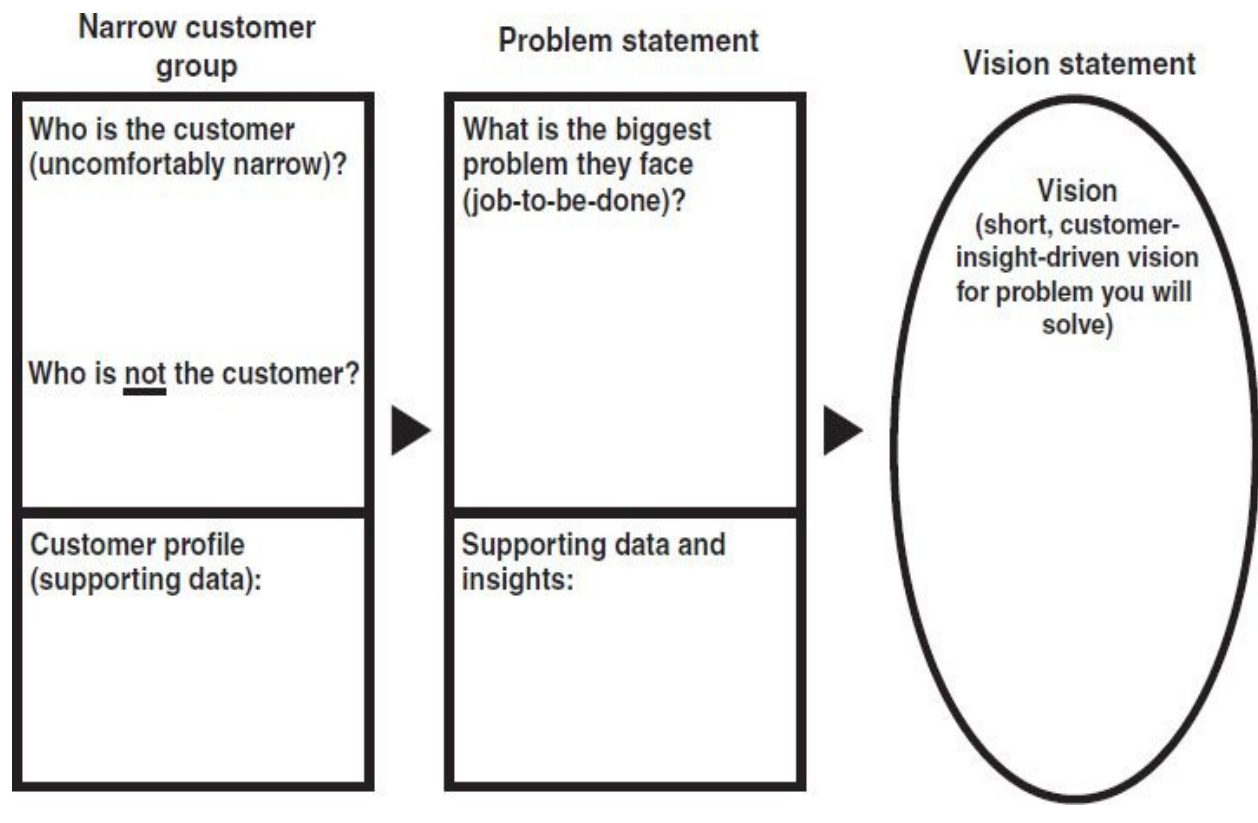 Narrow customer
group
Who is the customer
(uncomfortably narrow)?
Who is not the customer?
Customer profile
(supporting data):
Problem statement
What is the biggest
problem they face
(job-to-be-done)?
Supporting data and
insights:
Vision statement
Vision
(short, customer-
insight-driven vision
for problem you will
solve)